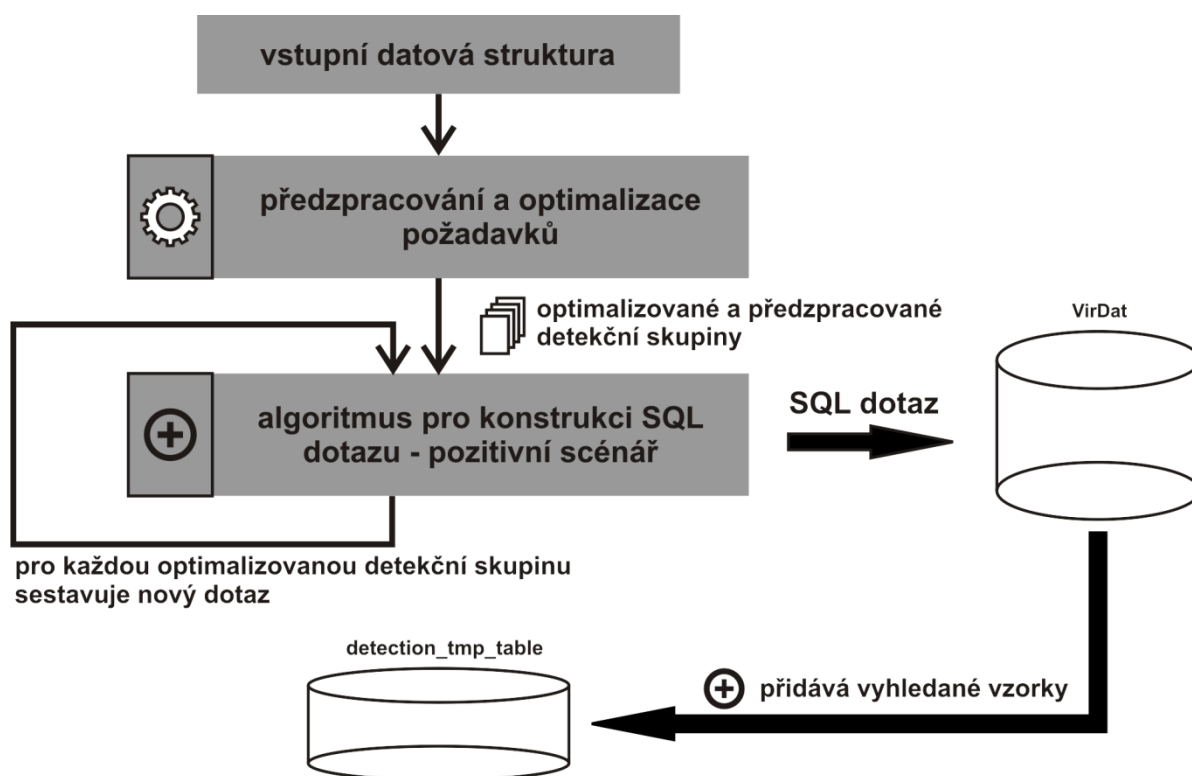 vstupní datová struktura
předzpracování a optimalizace
požadavků
optimalizované a předzpracované
detekční skupiny
VirDat
algoritmus pro konstrukci SQL
dotazu - pozitivní scénář
SQL dotaz
pro každou optimalizovanou detekční skupinu
sestavuje nový dotaz
detection_tmp_table
přidává vyhledané vzorky